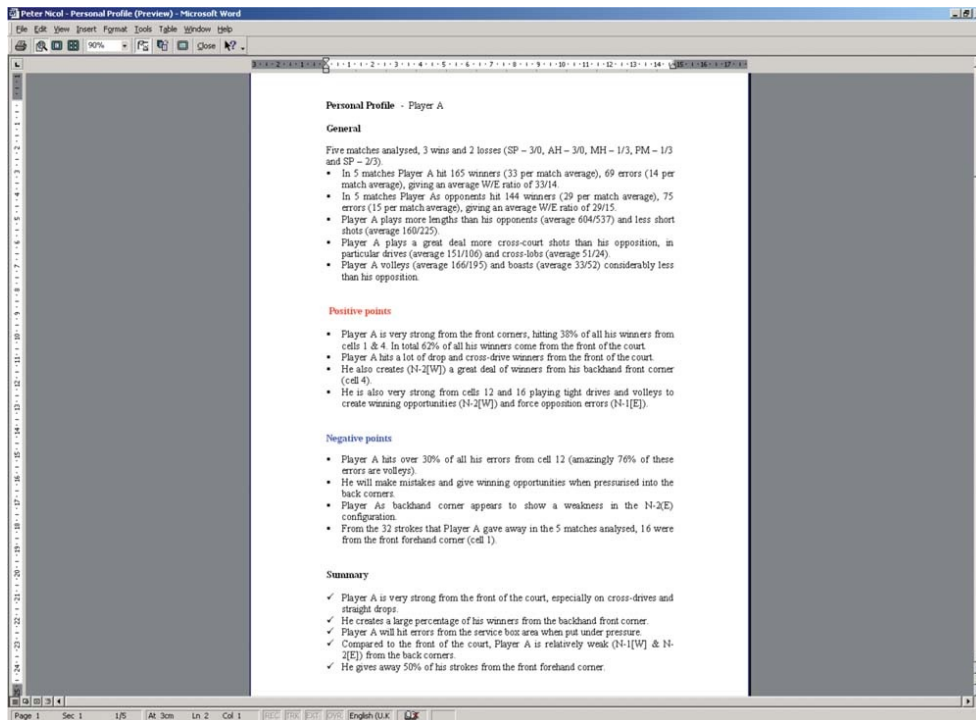 Peter Nicol - Personal Profile (Preview) - Microsoft Word
File Edit View Insert Format Tools Table Window Help
90% Close
3 · 2 · 1 · 1 · 2 · 3 · 4 · 5 · 6 · 7 · 8 · 9 · 10 · 11 · 12 · 13 · 14 · 15 · 16 · 17
Personal Profile - Player A
General
Five matches analysed, 3 wins and 2 losses (SP – 3/0, AH – 3/0, MH – 1/3, PM – 1/3
and SP – 2/3).
• In 5 matches Player A hit 165 winners (33 per match average), 69 errors (14 per
match average), giving an average W/E ratio of 33/14.
• In 5 matches Player As opponents hit 144 winners (29 per match average), 75
errors (15 per match average), giving an average W/E ratio of 29/15.
• Player A plays more lengths than his opponents (average 604/537) and less short
shots (average 160/225).
• Player A plays a great deal more cross-court shots than his opposition, in
particular drives (average 151/106) and cross-lobs (average 51/24).
• Player A volleys (average 166/195) and boasts (average 33/52) considerably less
than his opposition.
Positive points
• Player A is very strong from the front corners, hitting 38% of all his winners from
cells 1 & 4. In total 62% of all his winners come from the front of the court.
• Player A hits a lot of drop and cross-drive winners from the front of the court.
• He also creates (N-2[W]) a great deal of winners from his backhand front corner
(cell 4).
• He is also very strong from cells 12 and 16 playing tight drives and volleys to
create winning opportunities (N-2[W]) and force opposition errors (N-1[E]).
Negative points
• Player A hits over 30% of all his errors from cell 12 (amazingly 76% of these
errors are volleys).
• He will make mistakes and give winning opportunities when pressurised into the
back corners.
• Player As backhand corner appears to show a weakness in the N-2(E)
configuration.
• From the 32 strokes that Player A gave away in the 5 matches analysed, 16 were
from the front forehand corner (cell 1).
Summary
✓ Player A is very strong from the front of the court, especially on cross-drives and
straight drops.
✓ He creates a large percentage of his winners from the backhand front corner.
✓ Player A will hit errors from the service box area when put under pressure.
✓ Compared to the front of the court, Player A is relatively weak (N-1[W] & N-
2[E]) from the back corners.
✓ He gives away 50% of his strokes from the front forehand corner.
Page 1 Sec 1 1/5 At 3cm Ln 2 Col 1 REC TRK EXT OVR English (U.K